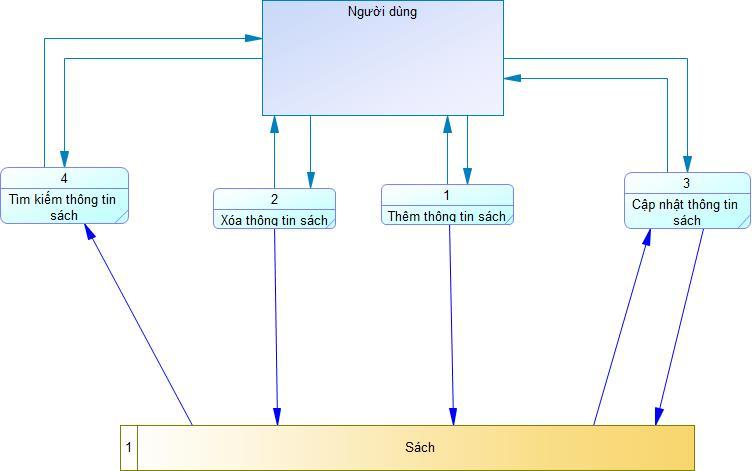 Người dùng
4
Tìm kiếm thông tin
sách
2
Xóa thông tin sách
1
Thêm thông tin sách
3
Cập nhật thông tin
sách
1
Sách